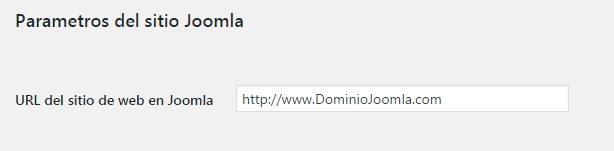 Parametros del sitio Joomla
URL del sitio de web en Joomla
http://www.DominioJoomla.com